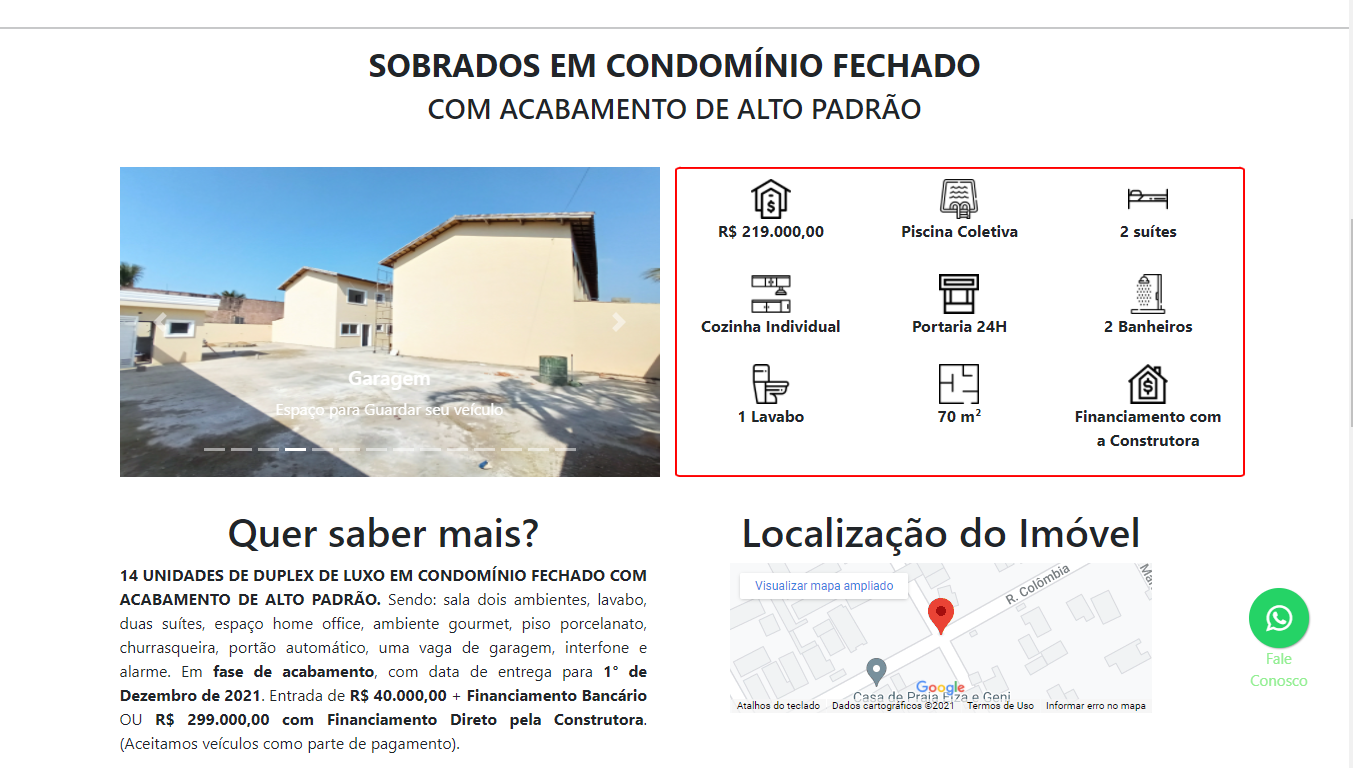 SOBRADOS EM CONDOMÍNIO FECHADO
COM ACABAMENTO DE ALTO PADRÃO
Garagem
Espaço para Guardar seu veículo
R$ 219.000,00
Piscina Coletiva
2 suítes
Cozinha Individual
Portaria 24H
2 Banheiros
1 Lavabo
70 m²
Financiamento com
a Construtora
Quer saber mais?
14 UNIDADES DE DUPLEX DE LUXO EM CONDOMÍNIO FECHADO COM
ACABAMENTO DE ALTO PADRÃO. Sendo: sala dois ambientes, lavabo,
duas suítes, espaço home office, ambiente gourmet, piso porcelanato,
churrasqueira, portão automático, uma vaga de garagem, interfone e
alarme. Em fase de acabamento, com data de entrega para 1° de
Dezembro de 2021. Entrada de R$ 40.000,00 + Financiamento Bancário
OU R$ 299.000,00 com Financiamento Direto pela Construtora.
(Aceitamos veículos como parte de pagamento).
Localização do Imóvel
Visualizar mapa ampliado
R. Colômbia
Casa de Praia Fiza e Geni
Google
Atalhos do teclado Dados cartográficos ©2021 Termos de Uso Informar erro no mapa
Fale
Conosco